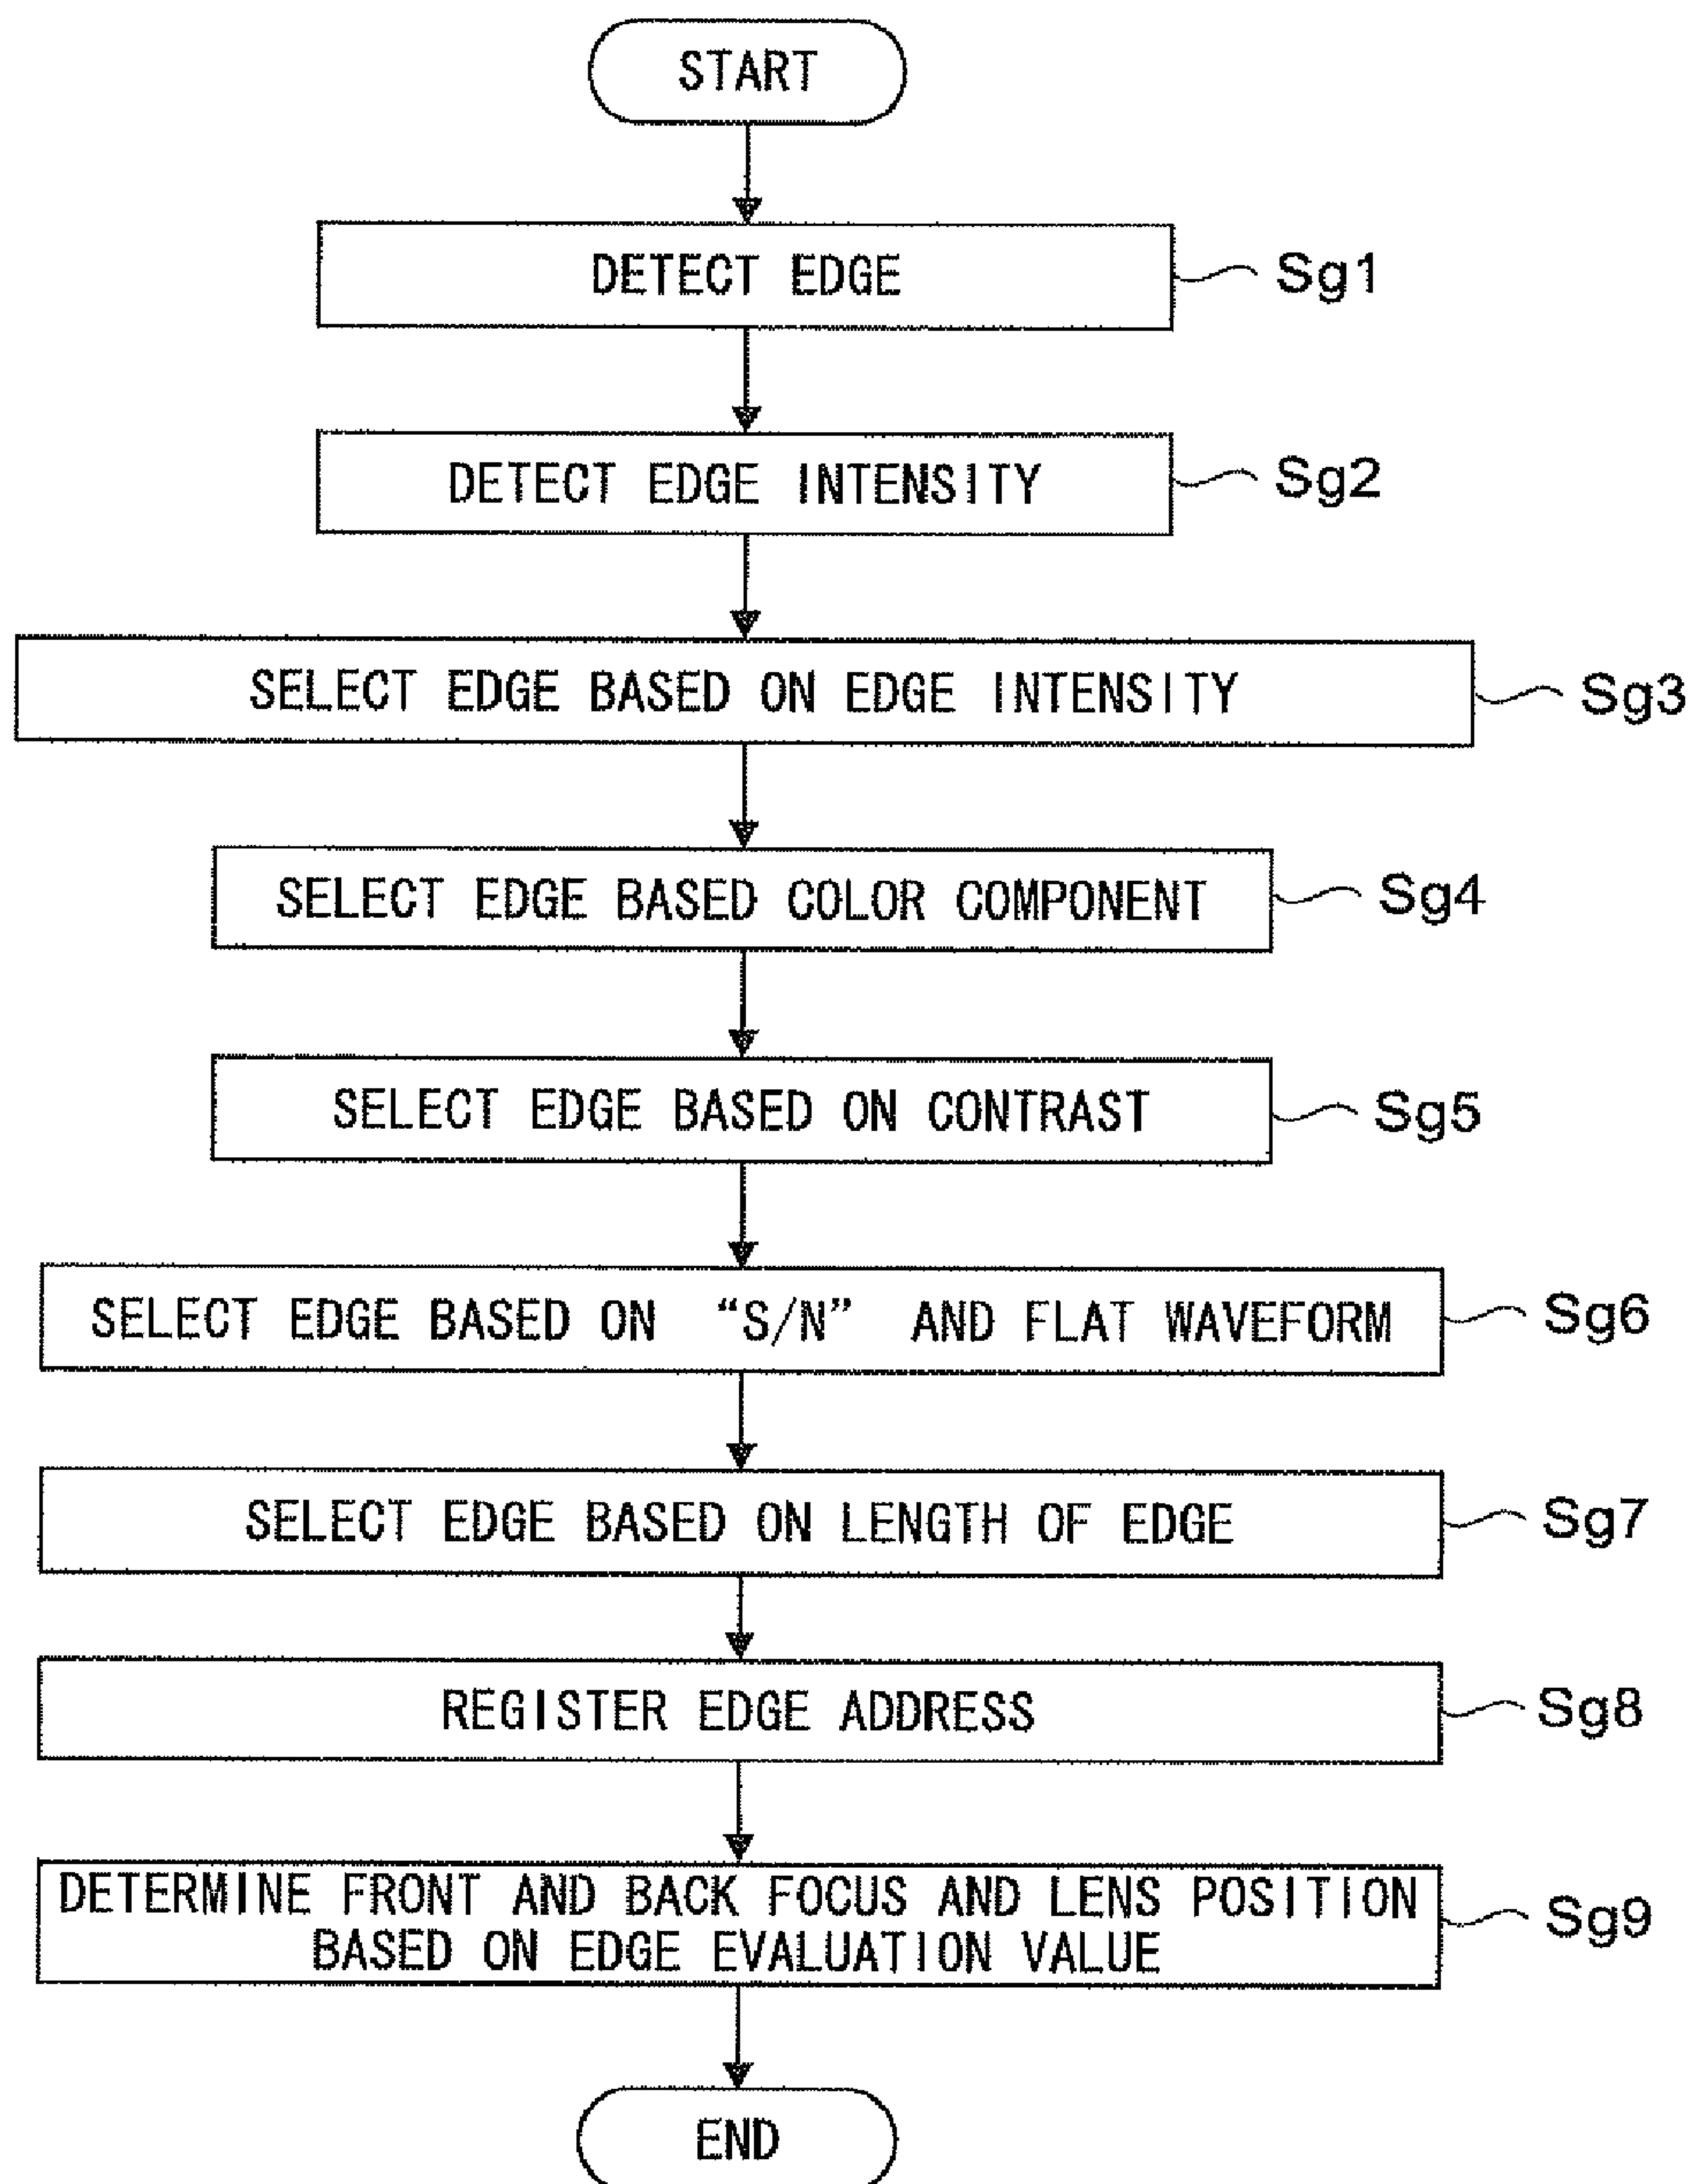 START
DETECT EDGE
Sg1
DETECT EDGE INTENSITY
Sg2
SELECT EDGE BASED ON EDGE INTENSITY
Sg3
SELECT EDGE BASED COLOR COMPONENT
Sg4
SELECT EDGE BASED ON CONTRAST
Sg5
SELECT EDGE BASED ON “S/N” AND FLAT WAVEFORM
Sg6
SELECT EDGE BASED ON LENGTH OF EDGE
Sg7
REGISTER EDGE ADDRESS
Sg8
DETERMINE FRONT AND BACK FOCUS AND LENS POSITION
BASED ON EDGE EVALUATION VALUE
Sg9
END